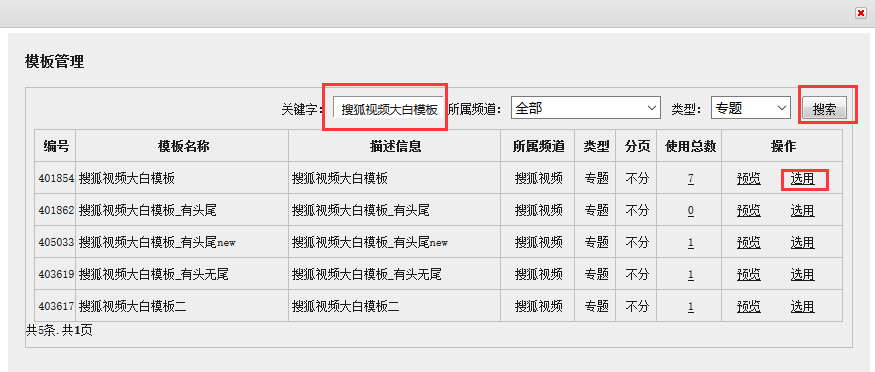 模板管理
关键字: 搜狐视频大白模板 所属频道: 全部 类型: 专题 搜索
编号 模板名称 描述信息 所属频道 类型 分页 使用总数 操作
401854 搜狐视频大白模板 搜狐视频大白模板 搜狐视频 专题 不分 7 预览 选用
401862 搜狐视频大白模板_有头尾 搜狐视频大白模板_有头尾 搜狐视频 专题 不分 0 预览 选用
405033 搜狐视频大白模板_有头尾new 搜狐视频大白模板_有头尾new 搜狐视频 专题 不分 1 预览 选用
403619 搜狐视频大白模板_有头无尾 搜狐视频大白模板_有头无尾 搜狐视频 专题 不分 1 预览 选用
403617 搜狐视频大白模板二 搜狐视频大白模板二 搜狐视频 专题 不分 1 预览 选用
共5条.共1页